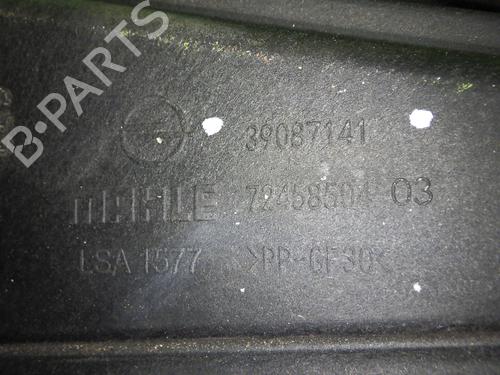 B-PARTS
39087141
MAHLE 72458504 03
LSA 1577 >PP-GF30<